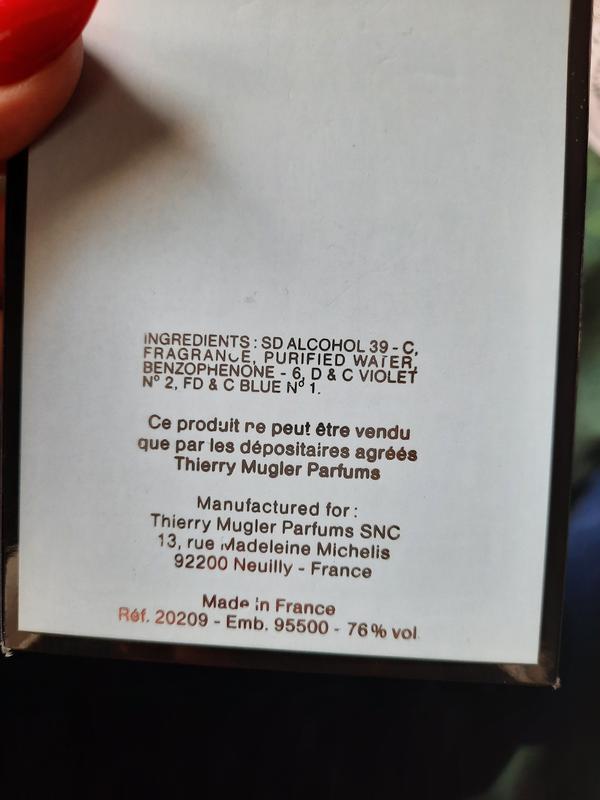 INGREDIENTS : SD ALCOHOL 39 - C,
FRAGRANCE, PURIFIED WATER,
BENZOPHENONE - 6, D & C VIOLET
Nº 2, FD & C BLUE Nº 1.
Ce produit ne peut être vendu
que par les dépositaires agréés
Thierry Mugler Parfums
Manufactured for :
Thierry Mugler Parfums SNC
13, rue Madeleine Michelis
92200 Neuilly - France
Made in France
Réf. 20209 - Emb. 95500 - 76% vol.